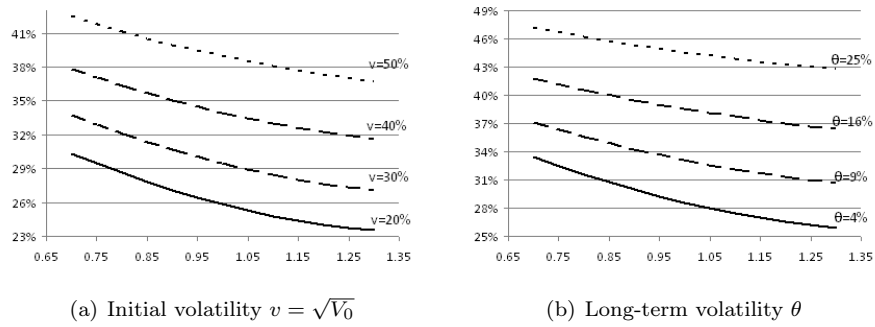 41%
38%
35%
32%
29%
26%
23%
v=50%
v=40%
v=30%
v=20%
0.65 0.75 0.85 0.95 1.05 1.15 1.25 1.35
(a) Initial volatility v = √V₀
49%
46%
43%
40%
37%
34%
31%
28%
25%
θ=25%
θ=16%
θ=9%
θ=4%
0.65 0.75 0.85 0.95 1.05 1.15 1.25 1.35
(b) Long-term volatility θ